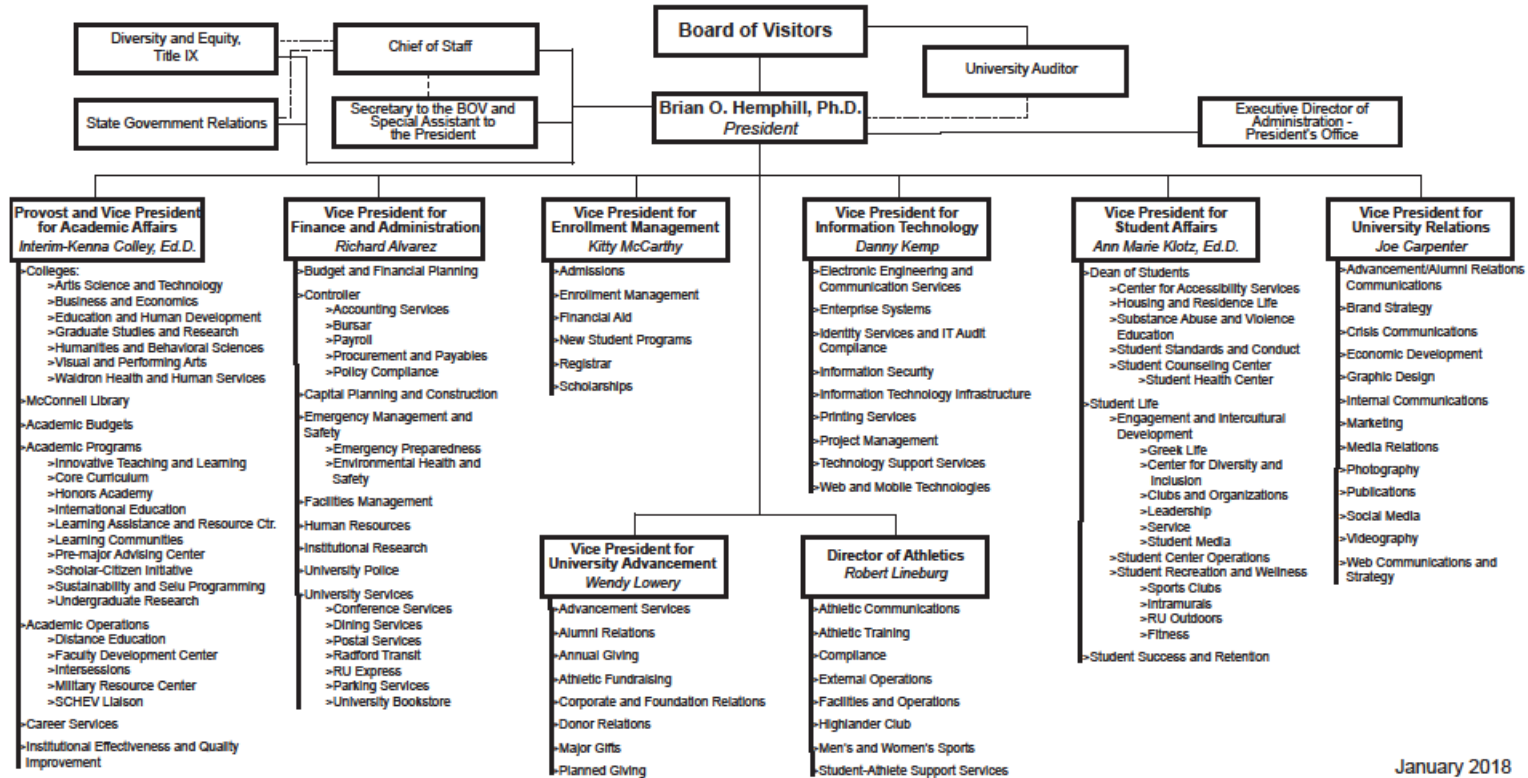 Board of Visitors
Diversity and Equity,
Title IX
Chief of Staff
University Auditor
State Government Relations
Secretary to the BOV and
Special Assistant to
the President
Brian O. Hemphill, Ph.D.
President
Executive Director of
Administration -
President's Office
Provost and Vice President
for Academic Affairs
Interim-Kenna Colley, Ed.D.
>Colleges:
>Artis Science and Technology
>Business and Economics
>Education and Human Development
>Graduate Studies and Research
>Humanities and Behavioral Sciences
>Visual and Performing Arts
>Waldron Health and Human Services
>McConnell Library
>Academic Budgets
>Academic Programs
>Innovative Teaching and Learning
>Core Curriculum
>Honors Academy
>International Education
>Learning Assistance and Resource Ctr.
>Learning Communities
>Pre-major Advising Center
>Scholar-Citizen Initiative
>Sustainability and Selu Programming
>Undergraduate Research
>Academic Operations
>Distance Education
>Faculty Development Center
>Intersessions
>Military Resource Center
>SCHEV Liaison
>Career Services
>Institutional Effectiveness and Quality
Improvement
Vice President for
Finance and Administration
Richard Alvarez
>Budget and Financial Planning
>Controller
>Accounting Services
>Bursar
>Payroll
>Procurement and Payables
>Policy Compliance
>Capital Planning and Construction
>Emergency Management and
Safety
>Emergency Preparedness
>Environmental Health and
Safety
>Facilities Management
>Human Resources
>Institutional Research
>University Police
>University Services
>Conference Services
>Dining Services
>Postal Services
>Radford Transit
>RU Express
>Parking Services
>University Bookstore
Vice President for
Enrollment Management
Kitty McCarthy
>Admissions
>Enrollment Management
>Financial Aid
>New Student Programs
>Registrar
>Scholarships
Vice President for
Information Technology
Danny Kemp
>Electronic Engineering and
Communication Services
>Enterprise Systems
>Identity Services and IT Audit
Compliance
>Information Security
>Information Technology Infrastructure
>Printing Services
>Project Management
>Technology Support Services
>Web and Mobile Technologies
Vice President for
Student Affairs
Ann Marie Klotz, Ed.D.
>Dean of Students
>Center for Accessibility Services
>Housing and Residence Life
>Substance Abuse and Violence
Education
>Student Standards and Conduct
>Student Counseling Center
>Student Health Center
>Student Life
>Engagement and Intercultural
Development
>Greek Life
>Center for Diversity and
Inclusion
>Clubs and Organizations
>Leadership
>Service
>Student Media
>Student Center Operations
>Student Recreation and Wellness
>Sports Clubs
>Intramurals
>RU Outdoors
>Fitness
>Student Success and Retention
Vice President for
University Relations
Joe Carpenter
>Advancement/Alumni Relations
Communications
>Brand Strategy
>Crisis Communications
>Economic Development
>Graphic Design
>Internal Communications
>Marketing
>Media Relations
>Photography
>Publications
>Social Media
>Videography
>Web Communications and
Strategy
Vice President for
University Advancement
Wendy Lowery
>Advancement Services
>Alumni Relations
>Annual Giving
>Athletic Fundraising
>Corporate and Foundation Relations
>Donor Relations
>Major Gifts
>Planned Giving
Director of Athletics
Robert Lineburg
>Athletic Communications
>Athletic Training
>Compliance
>External Operations
>Facilities and Operations
>Highlander Club
>Men's and Women's Sports
>Student-Athlete Support Services
January 2018